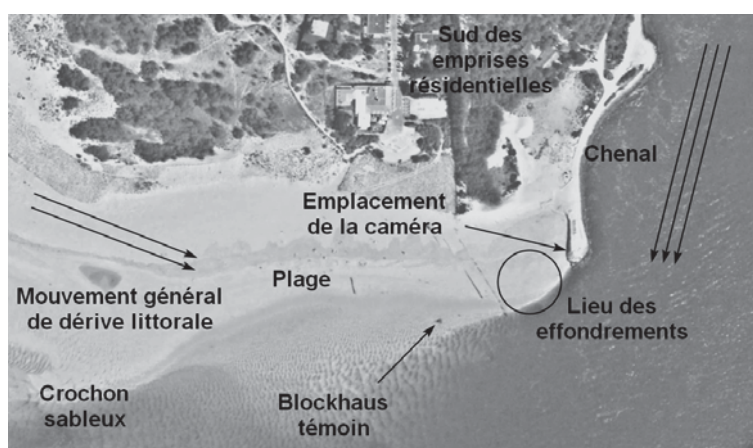 Sud des
emprises
résidentielles
Chenal
Emplacement
de la caméra
Plage
Mouvement général
de dérive littorale
Lieu des
effondrements
Crochon
sableux
Blockhaus
témoin